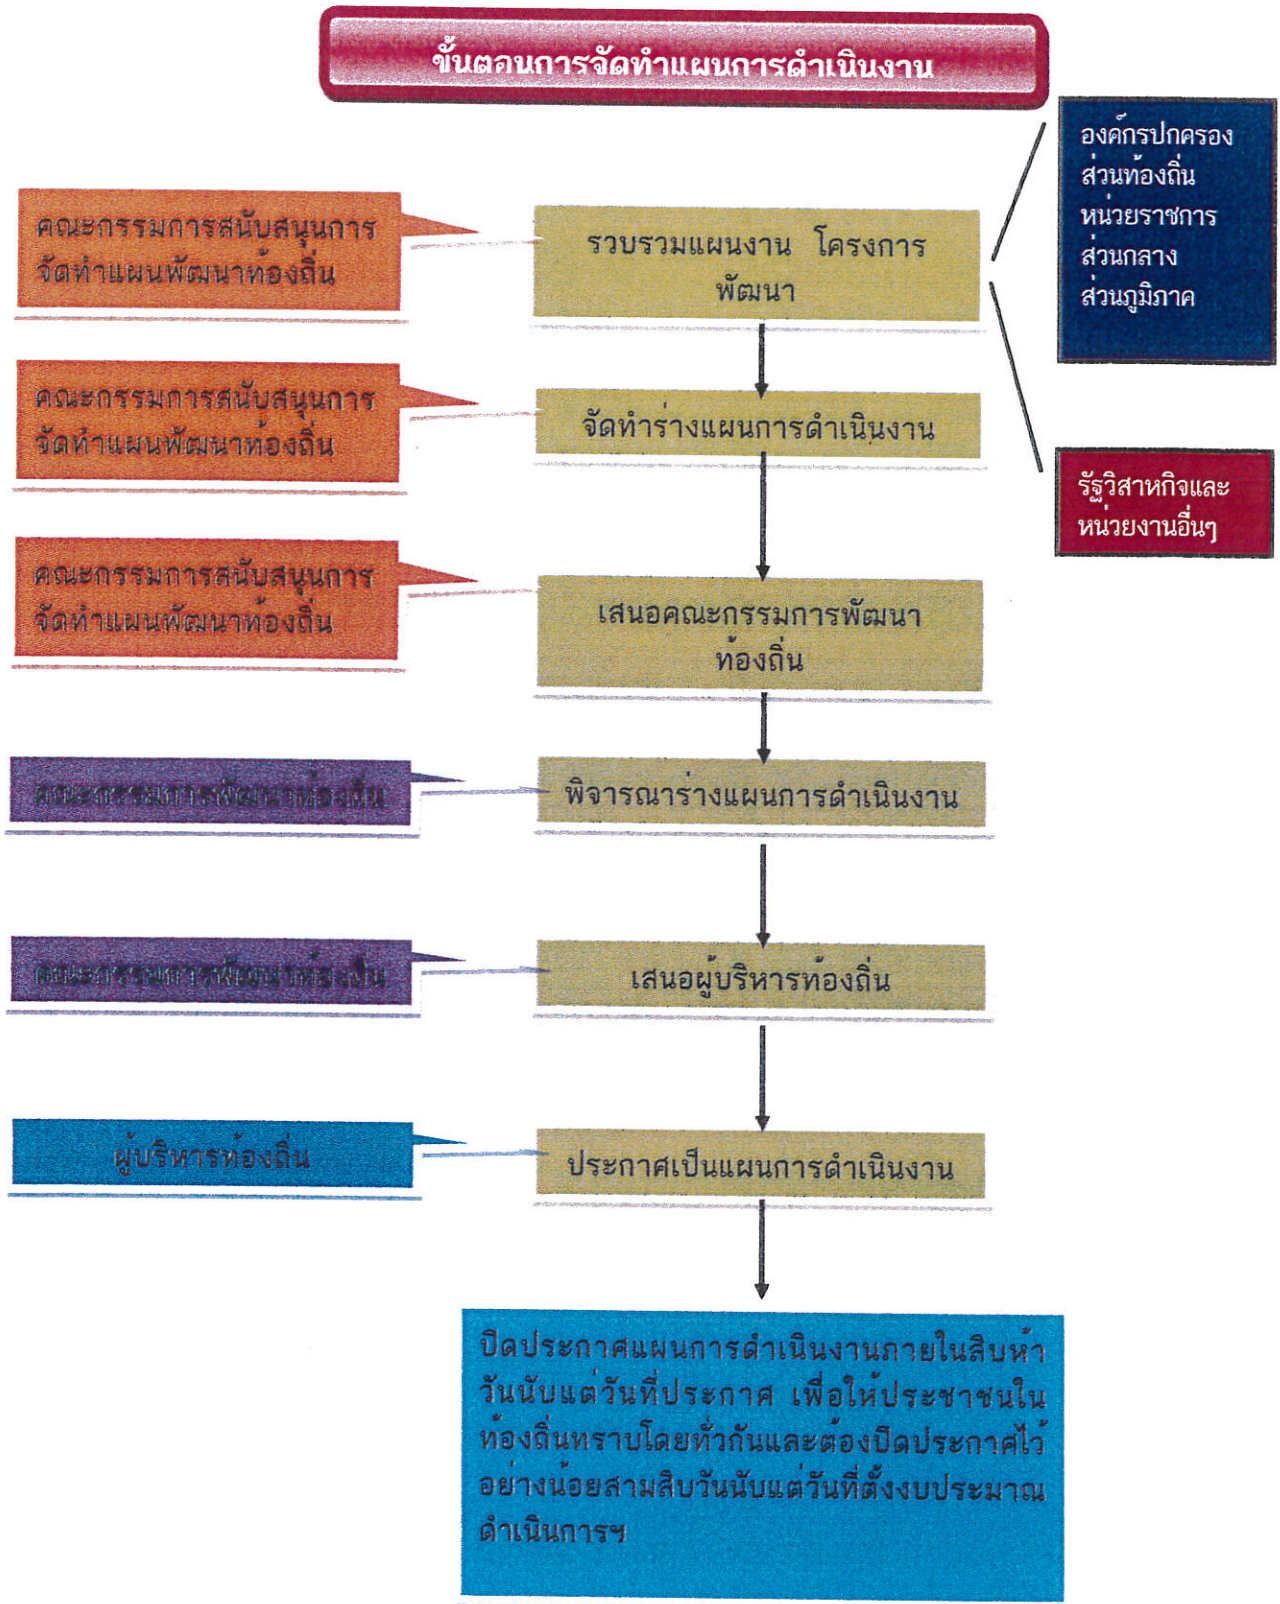 ขั้นตอนการจัดทำแผนการดำเนินงาน
องค์กรปกครอง
ส่วนท้องถิ่น
หน่วยราชการ
ส่วนกลาง
ส่วนภูมิภาค
คณะกรรมการสนับสนุนการ
จัดทำแผนพัฒนาท้องถิ่น
รวบรวมแผนงาน โครงการ
พัฒนา
คณะกรรมการสนับสนุนการ
จัดทำแผนพัฒนาท้องถิ่น
จัดทำร่างแผนการดำเนินงาน
รัฐวิสาหกิจและ
หน่วยงานอื่นๆ
คณะกรรมการสนับสนุนการ
จัดทำแผนพัฒนาท้องถิ่น
เสนอคณะกรรมการพัฒนา
ท้องถิ่น
คณะกรรมการพัฒนาท้องถิ่น
พิจารณาร่างแผนการดำเนินงาน
คณะกรรมการพัฒนาท้องถิ่น
เสนอผู้บริหารท้องถิ่น
ผู้บริหารท้องถิ่น
ประกาศเป็นแผนการดำเนินงาน
ปิดประกาศแผนการดำเนินงานภายในสิบห้า
วันนับแต่วันที่ประกาศ เพื่อให้ประชาชนใน
ท้องถิ่นทราบโดยทั่วกันและต้องปิดประกาศไว้
อย่างน้อยสามสิบวันนับแต่วันที่ตั้งงบประมาณ
ดำเนินการฯ